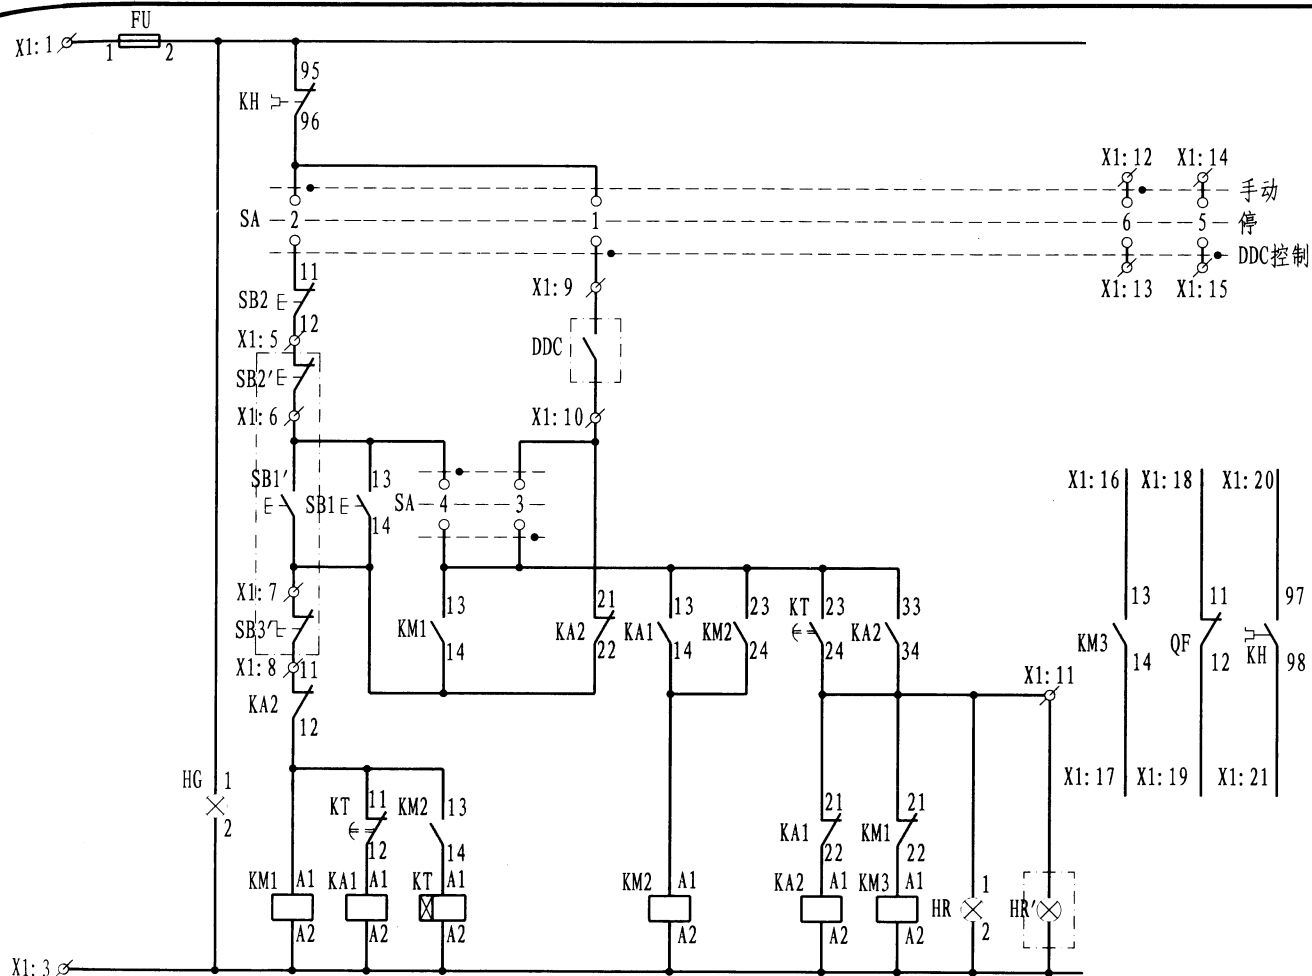 FU
X1:1 1 2
95
KH
96
X1:12 X1:14
手动
SA 2 1 6 5 停
DDC控制
11
SB2 X1:9 X1:13 X1:15
12
X1:5
DDC
SB2'
X1:6 X1:10
SB1' 13 X1:16 X1:18 X1:20
SB1 SA 4 3
14
X1:7
13 21 13 23 KT 23 33 13 11 97
SB3' KM1 KA2 KA1 KM2 KA2 KM3 QF KH
14 22 14 24 24 34 14 12 98
X1:8 11 X1:11
KA2
12
HG 1 X1:17 X1:19 X1:21
KT 11 KM2 13 21 21
2 KA1 KM1
12 14 22 22
KM1 A1 KA1 A1 KT A1 KM2 A1 KA2 A1 KM3 A1 HR 1 HR'
A2 A2 A2 A2 A2 A2 2
X1:3